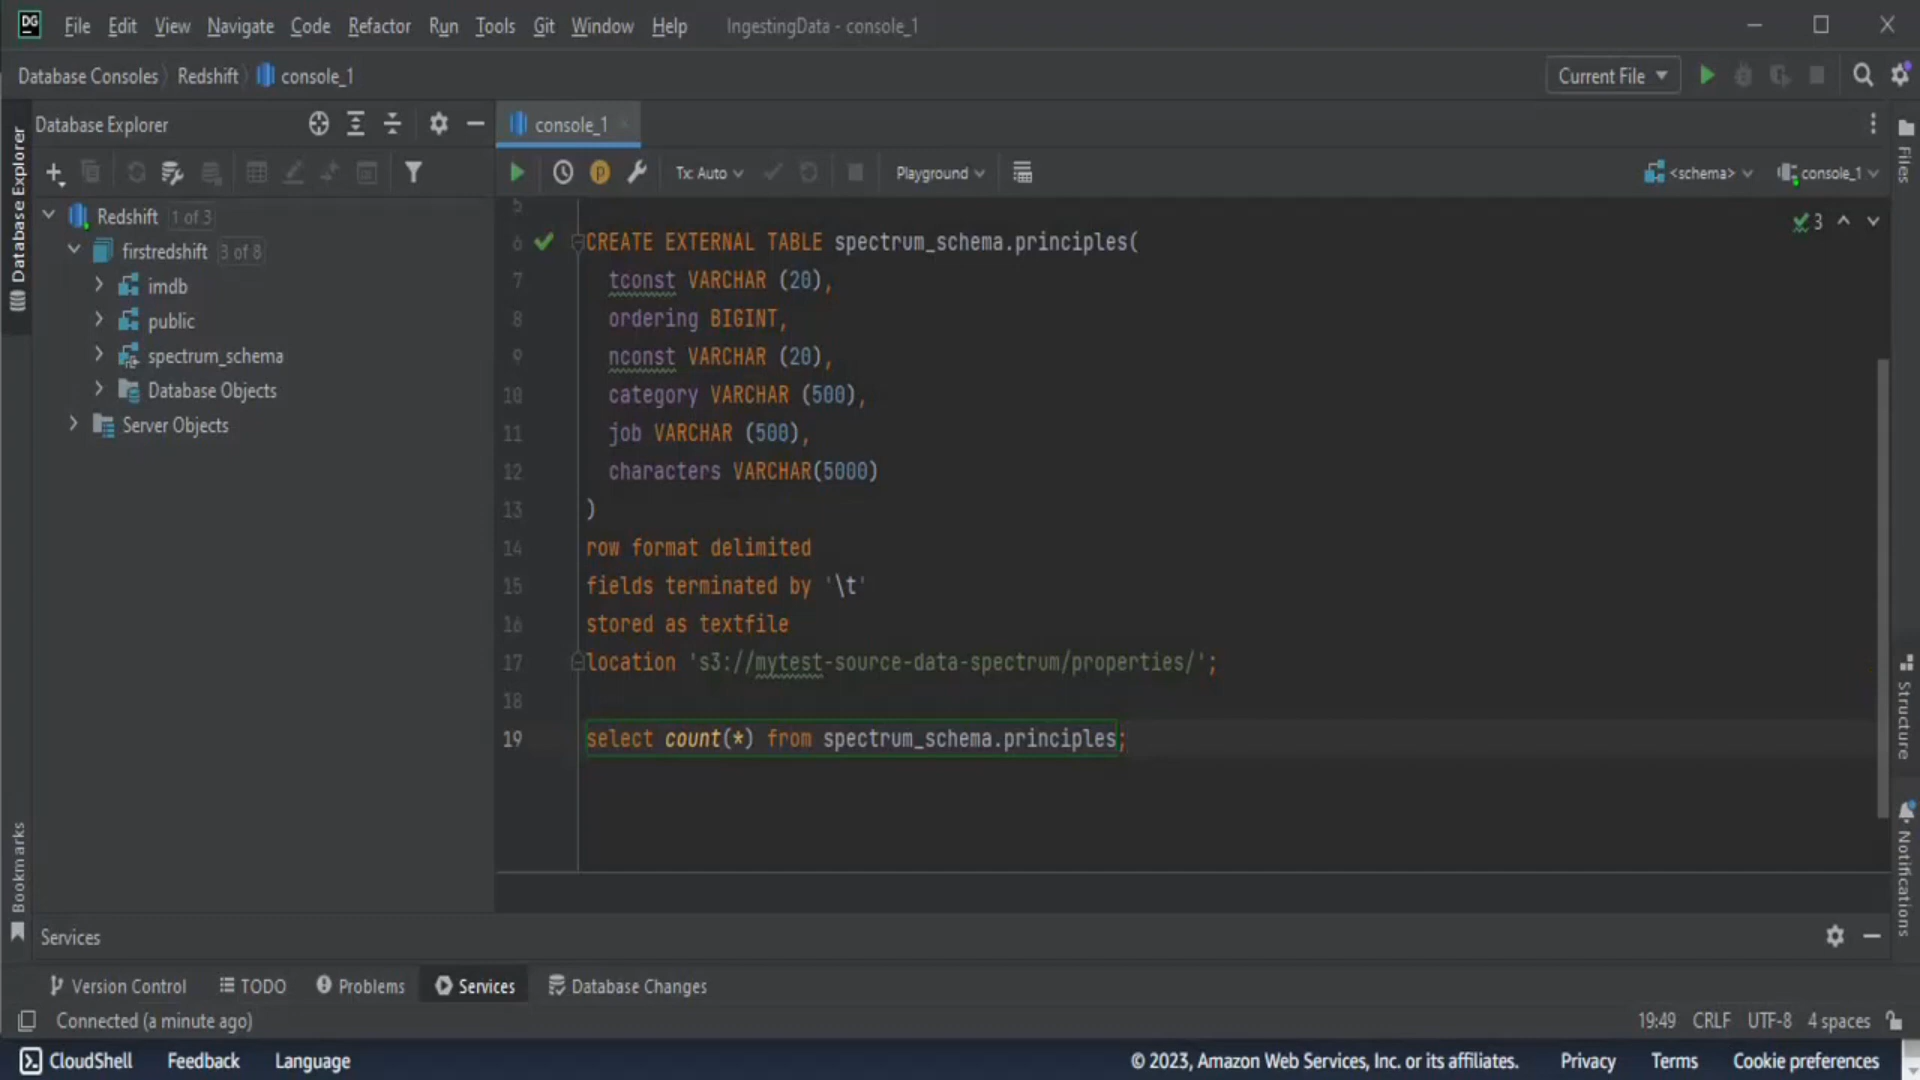 DG File Edit View Navigate Code Refactor Run Tools Git Window Help IngestingData - console_1
Database Consoles Redshift console_1 Current File
Database Explorer console_1
Tx: Auto Playground <schema> console_1
Redshift 1 of 3
firstredshift 3 of 8
imdb
public
spectrum_schema
Database Objects
Server Objects
5
6 CREATE EXTERNAL TABLE spectrum_schema.principles(
7 tconst VARCHAR (20),
8 ordering BIGINT,
9 nconst VARCHAR (20),
10 category VARCHAR (500),
11 job VARCHAR (500),
12 characters VARCHAR(5000)
13 )
14 row format delimited
15 fields terminated by '\t'
16 stored as textfile
17 location 's3://mytest-source-data-spectrum/properties/';
18
19 select count(*) from spectrum_schema.principles;
3
Database Explorer
Bookmarks
Files
Structure
Notifications
Services
Version Control TODO Problems Services Database Changes
Connected (a minute ago) 19:49 CRLF UTF-8 4 spaces
CloudShell Feedback Language © 2023, Amazon Web Services, Inc. or its affiliates. Privacy Terms Cookie preferences